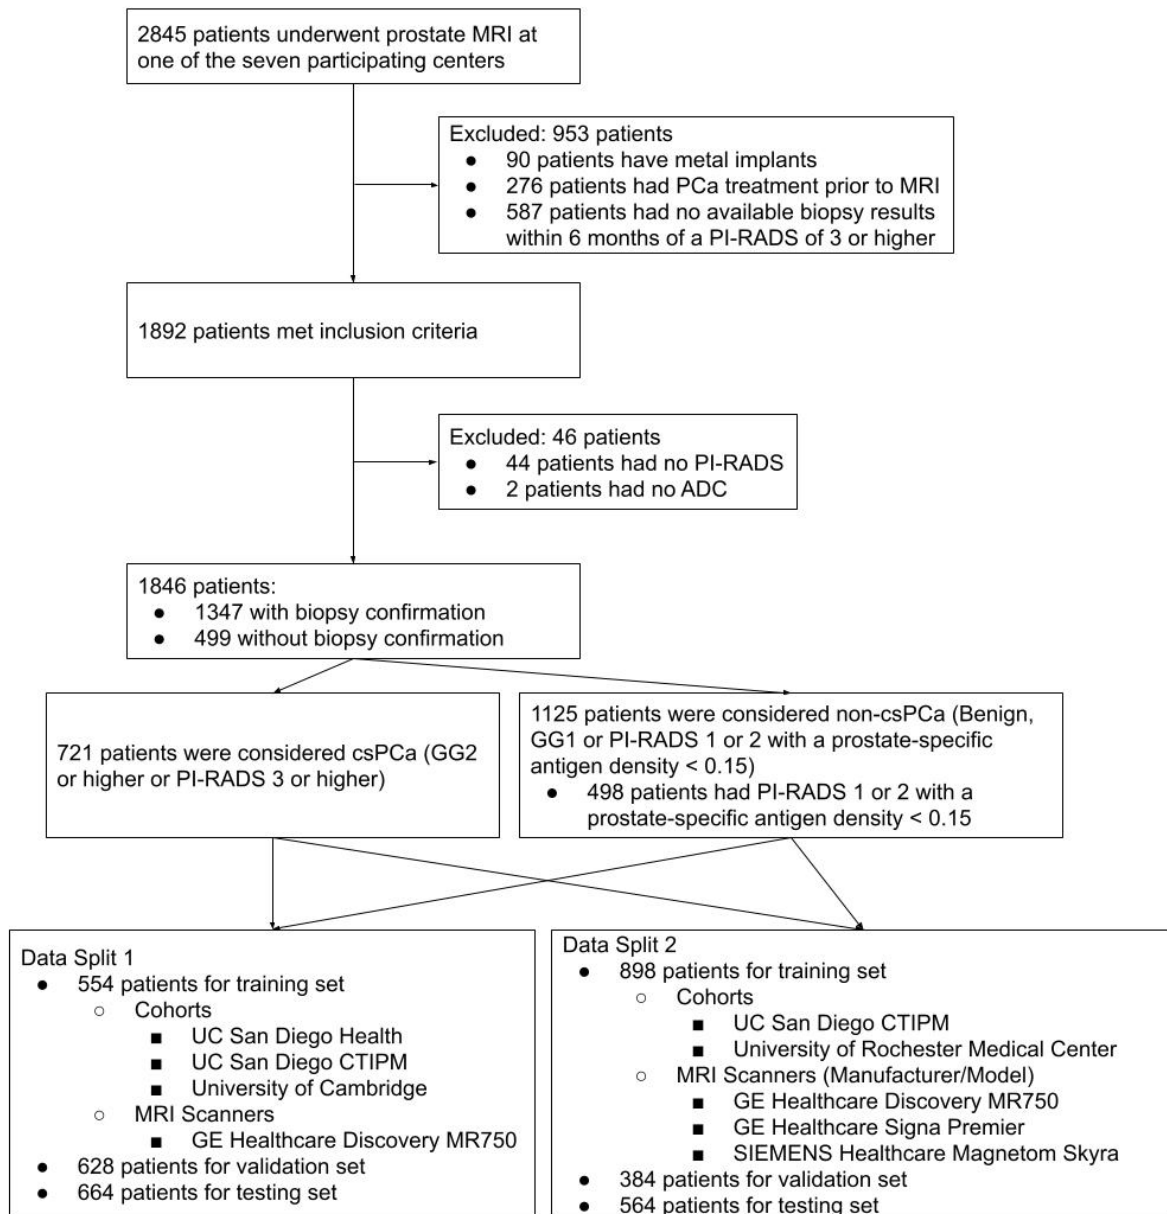 2845 patients underwent prostate MRI at
one of the seven participating centers
Excluded: 953 patients
● 90 patients have metal implants
● 276 patients had PCa treatment prior to MRI
● 587 patients had no available biopsy results
within 6 months of a PI-RADS of 3 or higher
1892 patients met inclusion criteria
Excluded: 46 patients
● 44 patients had no PI-RADS
● 2 patients had no ADC
1846 patients:
● 1347 with biopsy confirmation
● 499 without biopsy confirmation
721 patients were considered csPCa (GG2
or higher or PI-RADS 3 or higher)
1125 patients were considered non-csPCa (Benign,
GG1 or PI-RADS 1 or 2 with a prostate-specific
antigen density < 0.15)
● 498 patients had PI-RADS 1 or 2 with a
prostate-specific antigen density < 0.15
Data Split 1
● 554 patients for training set
○ Cohorts
■ UC San Diego Health
■ UC San Diego CTIPM
■ University of Cambridge
○ MRI Scanners
■ GE Healthcare Discovery MR750
● 628 patients for validation set
● 664 patients for testing set
Data Split 2
● 898 patients for training set
○ Cohorts
■ UC San Diego CTIPM
■ University of Rochester Medical Center
○ MRI Scanners (Manufacturer/Model)
■ GE Healthcare Discovery MR750
■ GE Healthcare Signa Premier
■ SIEMENS Healthcare Magnetom Skyra
● 384 patients for validation set
● 564 patients for testing set